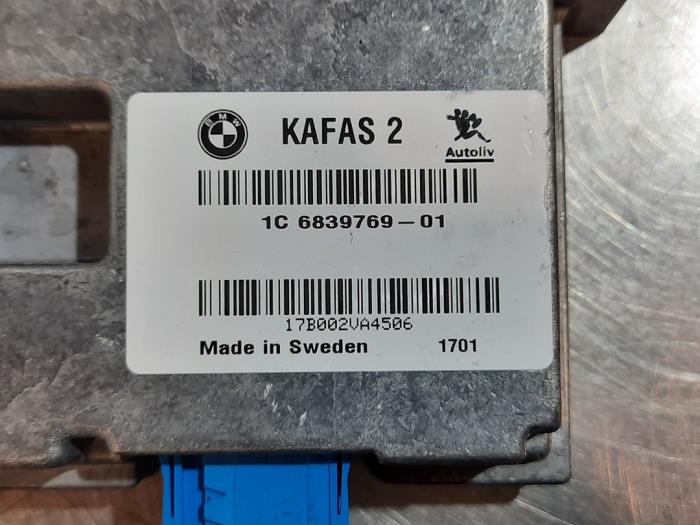 BMW
KAFAS 2
Autoliv
1C 6839769-01
17B002VA4506
Made in Sweden 1701